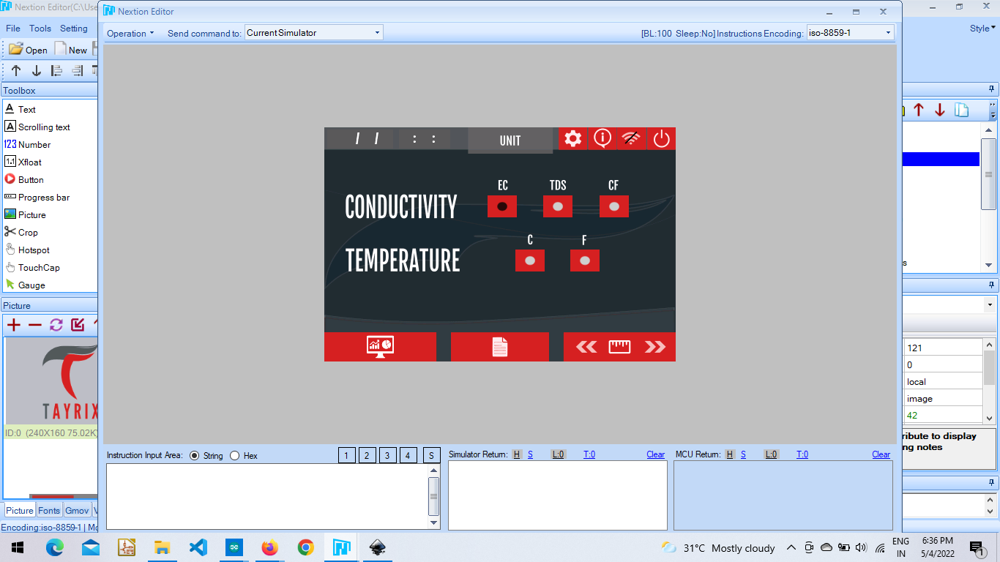 Nextion Editor(C:\Use
Nextion Editor
File Tools Setting
Style
Operation
Send command to: Current Simulator
[BL:100 Sleep:No] Instructions Encoding: iso-8859-1
Open New
Toolbox
Text
Scrolling text
Number
Xfloat
Button
Progress bar
Picture
Crop
Hotspot
TouchCap
Gauge
/ / : : UNIT
EC TDS CF
CONDUCTIVITY
C F
TEMPERATURE
Picture
TAYRIX
ID:0 (240X160 75.02K)
Picture Fonts Gmov V
Encoding:iso-8859-1 | Mo
s
121
0
local
image
42
ribute to display
ng notes
Instruction Input Area: String Hex 1 2 3 4 S
Simulator Return: H S L:0 T:0 Clear
MCU Return: H S L:0 T:0 Clear
31°C Mostly cloudy
ENG
IN
6:36 PM
5/4/2022
1